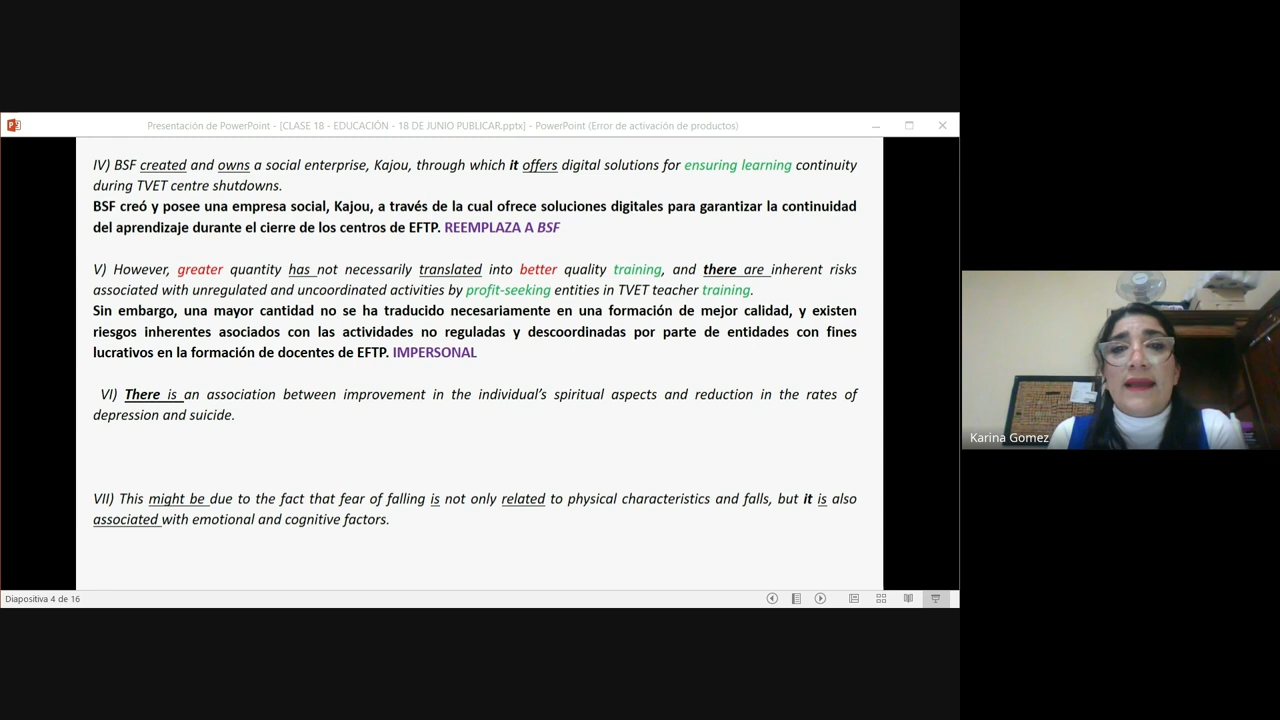 Presentación de PowerPoint - [CLASE 18 - EDUCACIÓN - 18 DE JUNIO PUBLICAR.pptx] - PowerPoint (Error de activación de productos)
IV) BSF created and owns a social enterprise, Kajou, through which it offers digital solutions for ensuring learning continuity
during TVET centre shutdowns.
BSF creó y posee una empresa social, Kajou, a través de la cual ofrece soluciones digitales para garantizar la continuidad
del aprendizaje durante el cierre de los centros de EFTP. REEMPLAZA A BSF
V) However, greater quantity has not necessarily translated into better quality training, and there are inherent risks
associated with unregulated and uncoordinated activities by profit-seeking entities in TVET teacher training.
Sin embargo, una mayor cantidad no se ha traducido necesariamente en una formación de mejor calidad, y existen
riesgos inherentes asociados con las actividades no reguladas y descoordinadas por parte de entidades con fines
lucrativos en la formación de docentes de EFTP. IMPERSONAL
VI) There is an association between improvement in the individual's spiritual aspects and reduction in the rates of
depression and suicide.
VII) This might be due to the fact that fear of falling is not only related to physical characteristics and falls, but it is also
associated with emotional and cognitive factors.
Diapositiva 4 de 16
Karina Gomez